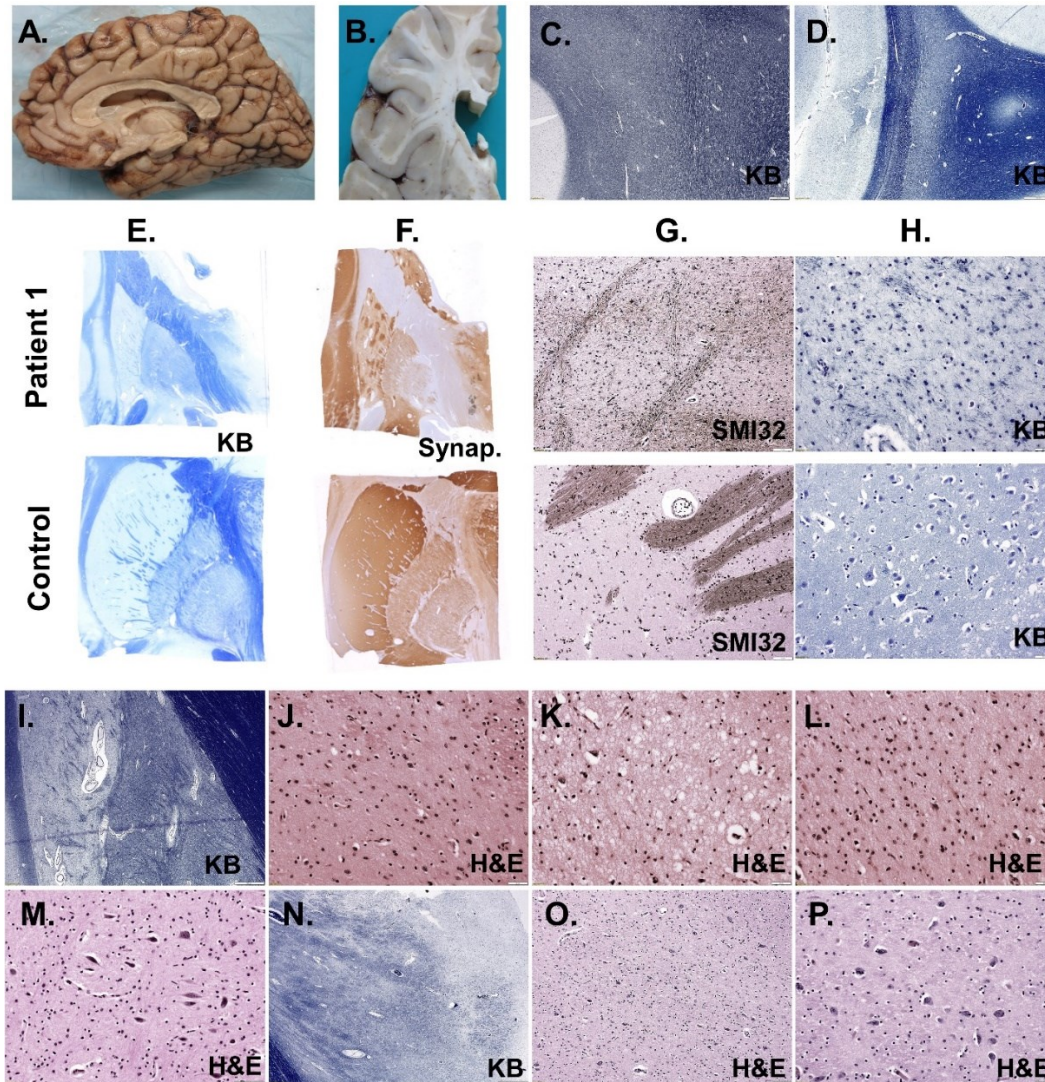 A. B. C. D.
KB KB
E. F. G. H.
Patient 1
KB Synap. SMI32 KB
Control
SMI32 KB
I. J. K. L.
KB H&E H&E H&E
M. N. O. P.
H&E KB H&E H&E